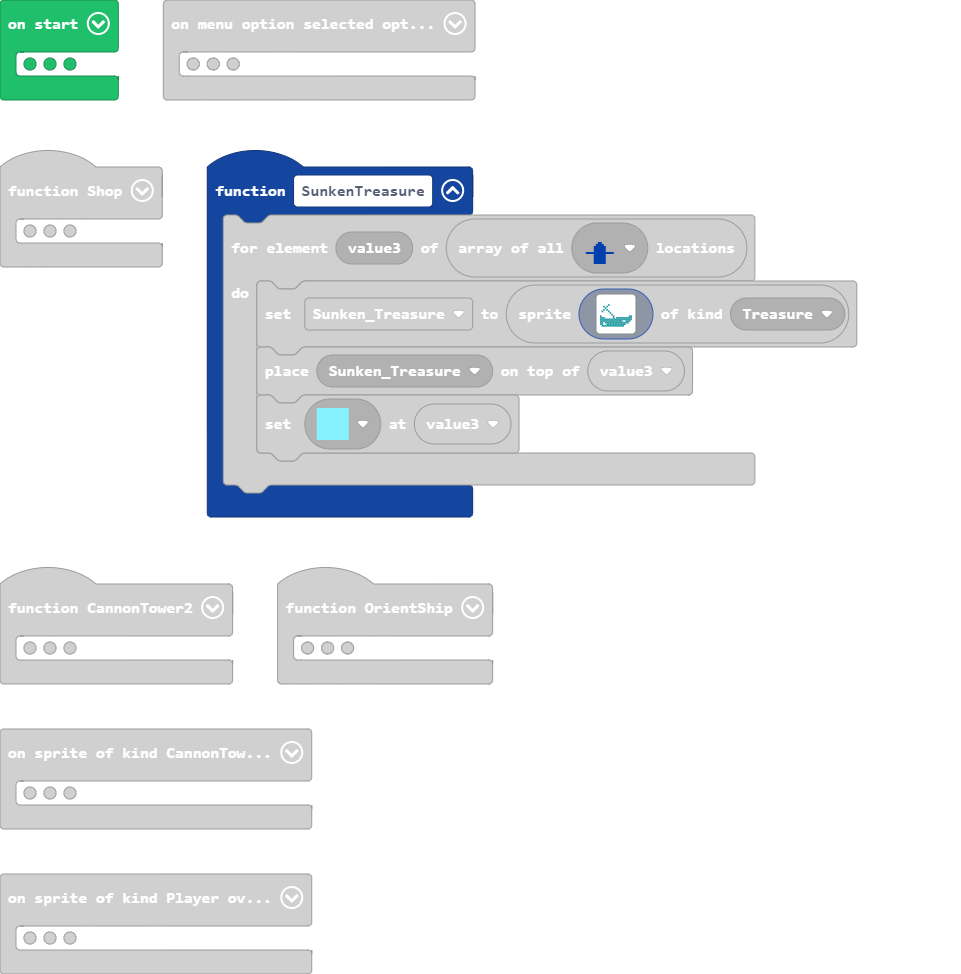 on start
on menu option selected opt...
function Shop
function SunkenTreasure
for element value3 of array of all locations
do
set Sunken_Treasure to sprite of kind Treasure
place Sunken_Treasure on top of value3
set at value3
function CannonTower2
function OrientShip
on sprite of kind CannonTow...
on sprite of kind Player ov...